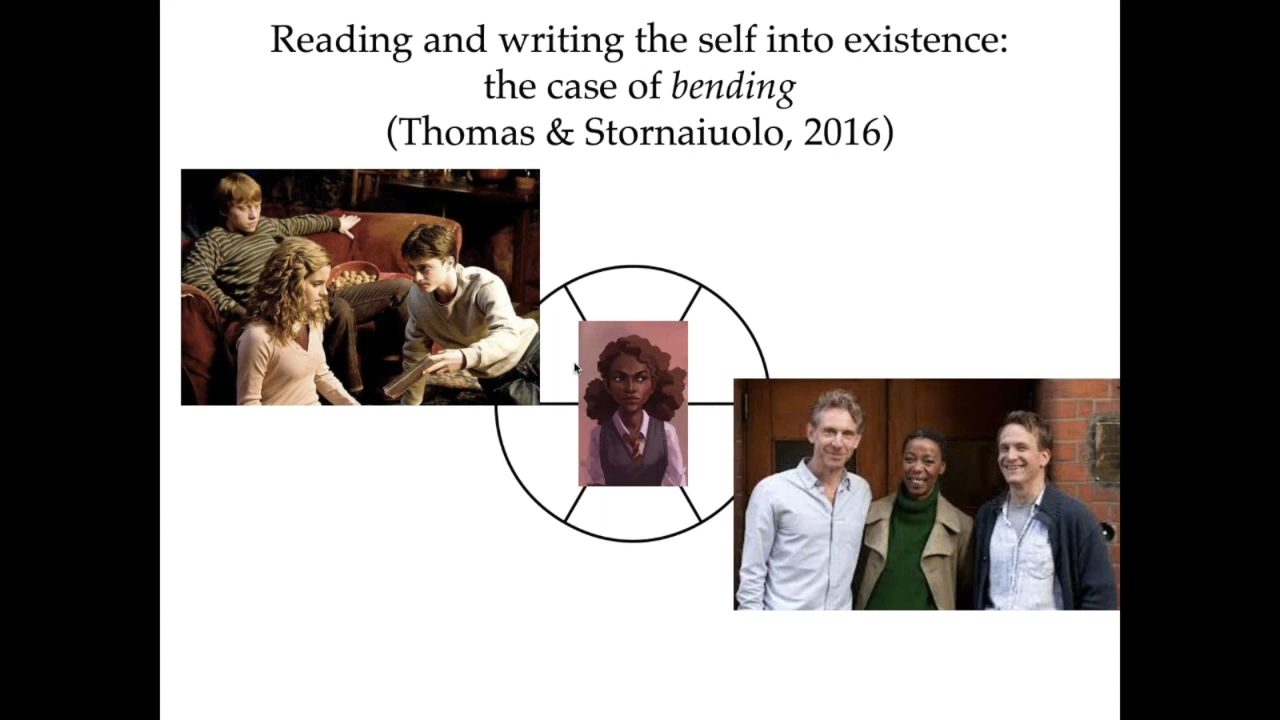 Reading and writing the self into existence:
the case of bending
(Thomas & Stornaiuolo, 2016)